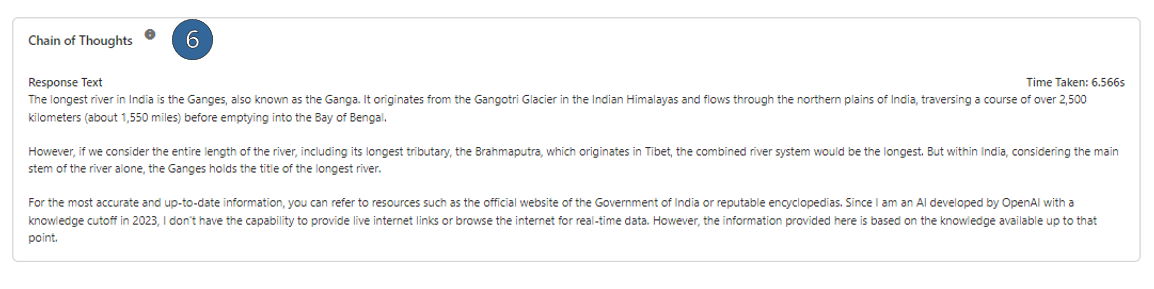 Chain of Thoughts
6
Response Text
Time Taken: 6.566s
The longest river in India is the Ganges, also known as the Ganga. It originates from the Gangotri Glacier in the Indian Himalayas and flows through the northern plains of India, traversing a course of over 2,500
kilometers (about 1,550 miles) before emptying into the Bay of Bengal.
However, if we consider the entire length of the river, including its longest tributary, the Brahmaputra, which originates in Tibet, the combined river system would be the longest. But within India, considering the main
stem of the river alone, the Ganges holds the title of the longest river.
For the most accurate and up-to-date information, you can refer to resources such as the official website of the Government of India or reputable encyclopedias. Since I am an AI developed by OpenAI with a
knowledge cutoff in 2023, I don't have the capability to provide live internet links or browse the internet for real-time data. However, the information provided here is based on the knowledge available up to that
point.